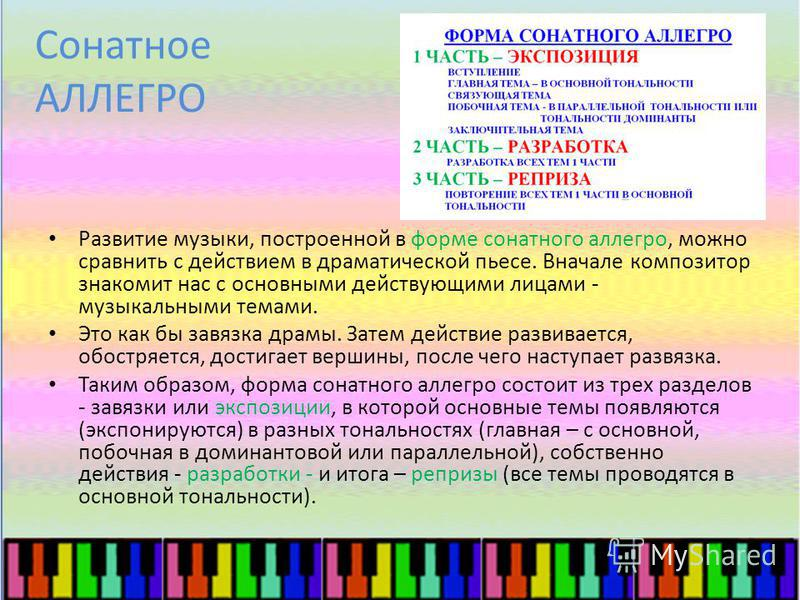 Сонатное
АЛЛЕГРО
ФОРМА СОНАТНОГО АЛЛЕГРО
1 ЧАСТЬ – ЭКСПОЗИЦИЯ
ВСТУПЛЕНИЕ
ГЛАВНАЯ ТЕМА – В ОСНОВНОЙ ТОНАЛЬНОСТИ
СВЯЗУЮЩАЯ ТЕМА
ПОБОЧНАЯ ТЕМА - В ПАРАЛЛЕЛЬНОЙ ТОНАЛЬНОСТИ ИЛИ
ТОНАЛЬНОСТИ ДОМИНАНТЫ
ЗАКЛЮЧИТЕЛЬНАЯ ТЕМА
2 ЧАСТЬ – РАЗРАБОТКА
РАЗРАБОТКА ВСЕХ ТЕМ 1 ЧАСТИ
3 ЧАСТЬ – РЕПРИЗА
ПОВТОРЕНИЕ ВСЕХ ТЕМ 1 ЧАСТИ В ОСНОВНОЙ
ТОНАЛЬНОСТИ
• Развитие музыки, построенной в форме сонатного аллегро, можно
сравнить с действием в драматической пьесе. Вначале композитор
знакомит нас с основными действующими лицами -
музыкальными темами.
• Это как бы завязка драмы. Затем действие развивается,
обостряется, достигает вершины, после чего наступает развязка.
• Таким образом, форма сонатного аллегро состоит из трех разделов
- завязки или экспозиции, в которой основные темы появляются
(экспонируются) в разных тональностях (главная – с основной,
побочная в доминантовой или параллельной), собственно
действия - разработки - и итога – репризы (все темы проводятся в
основной тональности).
MyShared